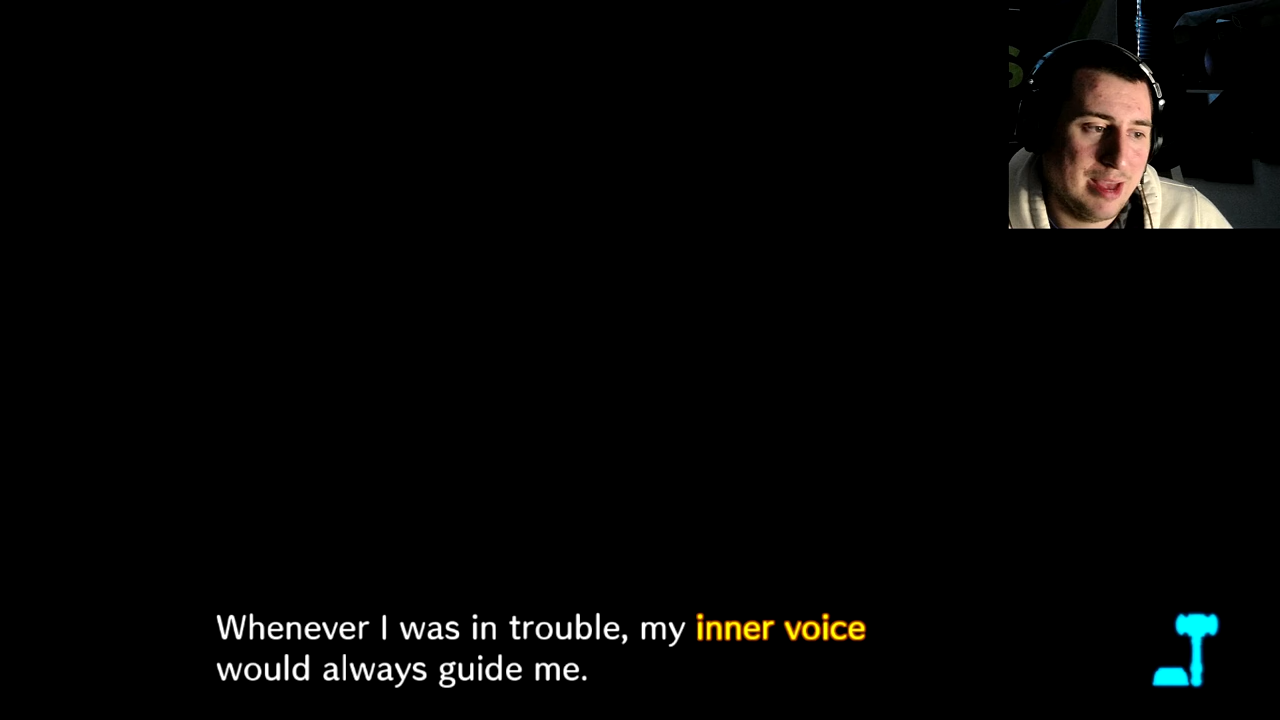 Whenever I was in trouble, my inner voice
would always guide me.